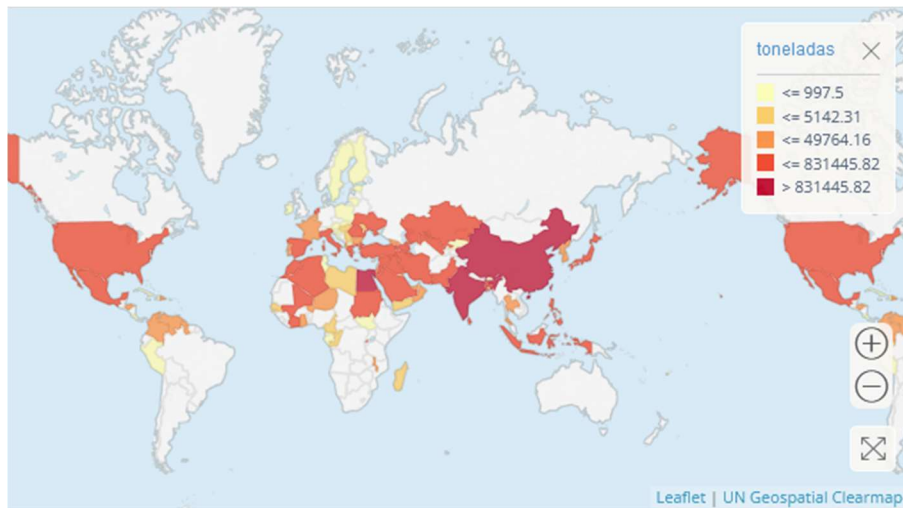 toneladas
<= 997.5
<= 5142.31
<= 49764.16
<= 831445.82
> 831445.82
Leaflet | UN Geospatial Clearmap